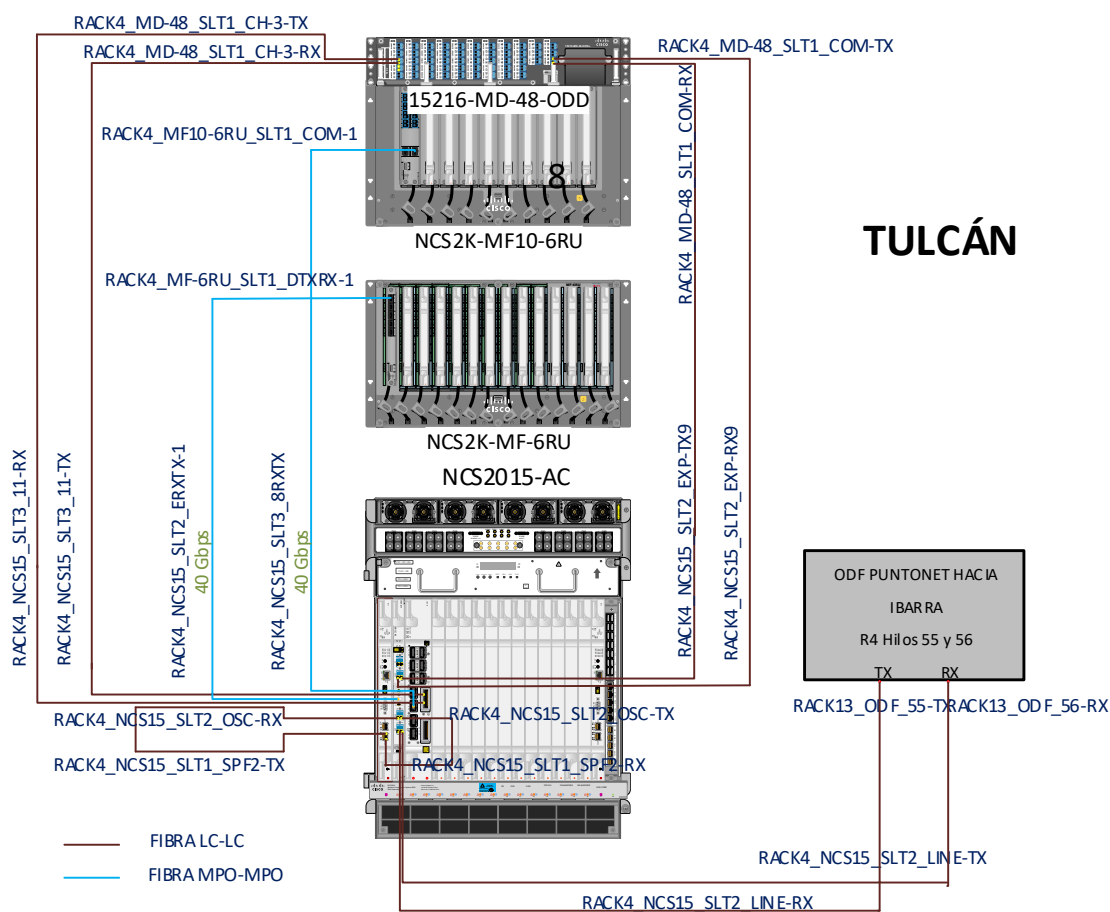 RACK4_MD-48_SLT1_CH-3-TX
RACK4_MD-48_SLT1_CH-3-RX
RACK4_MD-48_SLT1_COM-TX
15216-MD-48-ODD
RACK4_MF10-6RU_SLT1_COM-1
RACK4_MD-48_SLT1_COM-RX
8
CISCO
NCS2K-MF10-6RU
TULCÁN
RACK4_MF-6RU_SLT1_DTXRX-1
CISCO
NCS2K-MF-6RU
NCS2015-AC
RACK4_NCS15_SLT3_11-RX
RACK4_NCS15_SLT3_11-TX
RACK4_NCS15_SLT2_ERXTX-1
40 Gbps
RACK4_NCS15_SLT3_8RXTX
40 Gbps
RACK4_NCS15_SLT2_EXP-TX9
RACK4_NCS15_SLT2_EXP-RX9
ODF PUNTONET HACIA
IBARRA
R4 Hilos 55 y 56
TX RX
RACK13_ODF_55-TX
RACK13_ODF_56-RX
RACK4_NCS15_SLT2_OSC-RX
RACK4_NCS15_SLT2_OSC-TX
RACK4_NCS15_SLT1_SPF2-TX
RACK4_NCS15_SLT1_SPF2-RX
FIBRA LC-LC
FIBRA MPO-MPO
RACK4_NCS15_SLT2_LINE-TX
RACK4_NCS15_SLT2_LINE-RX